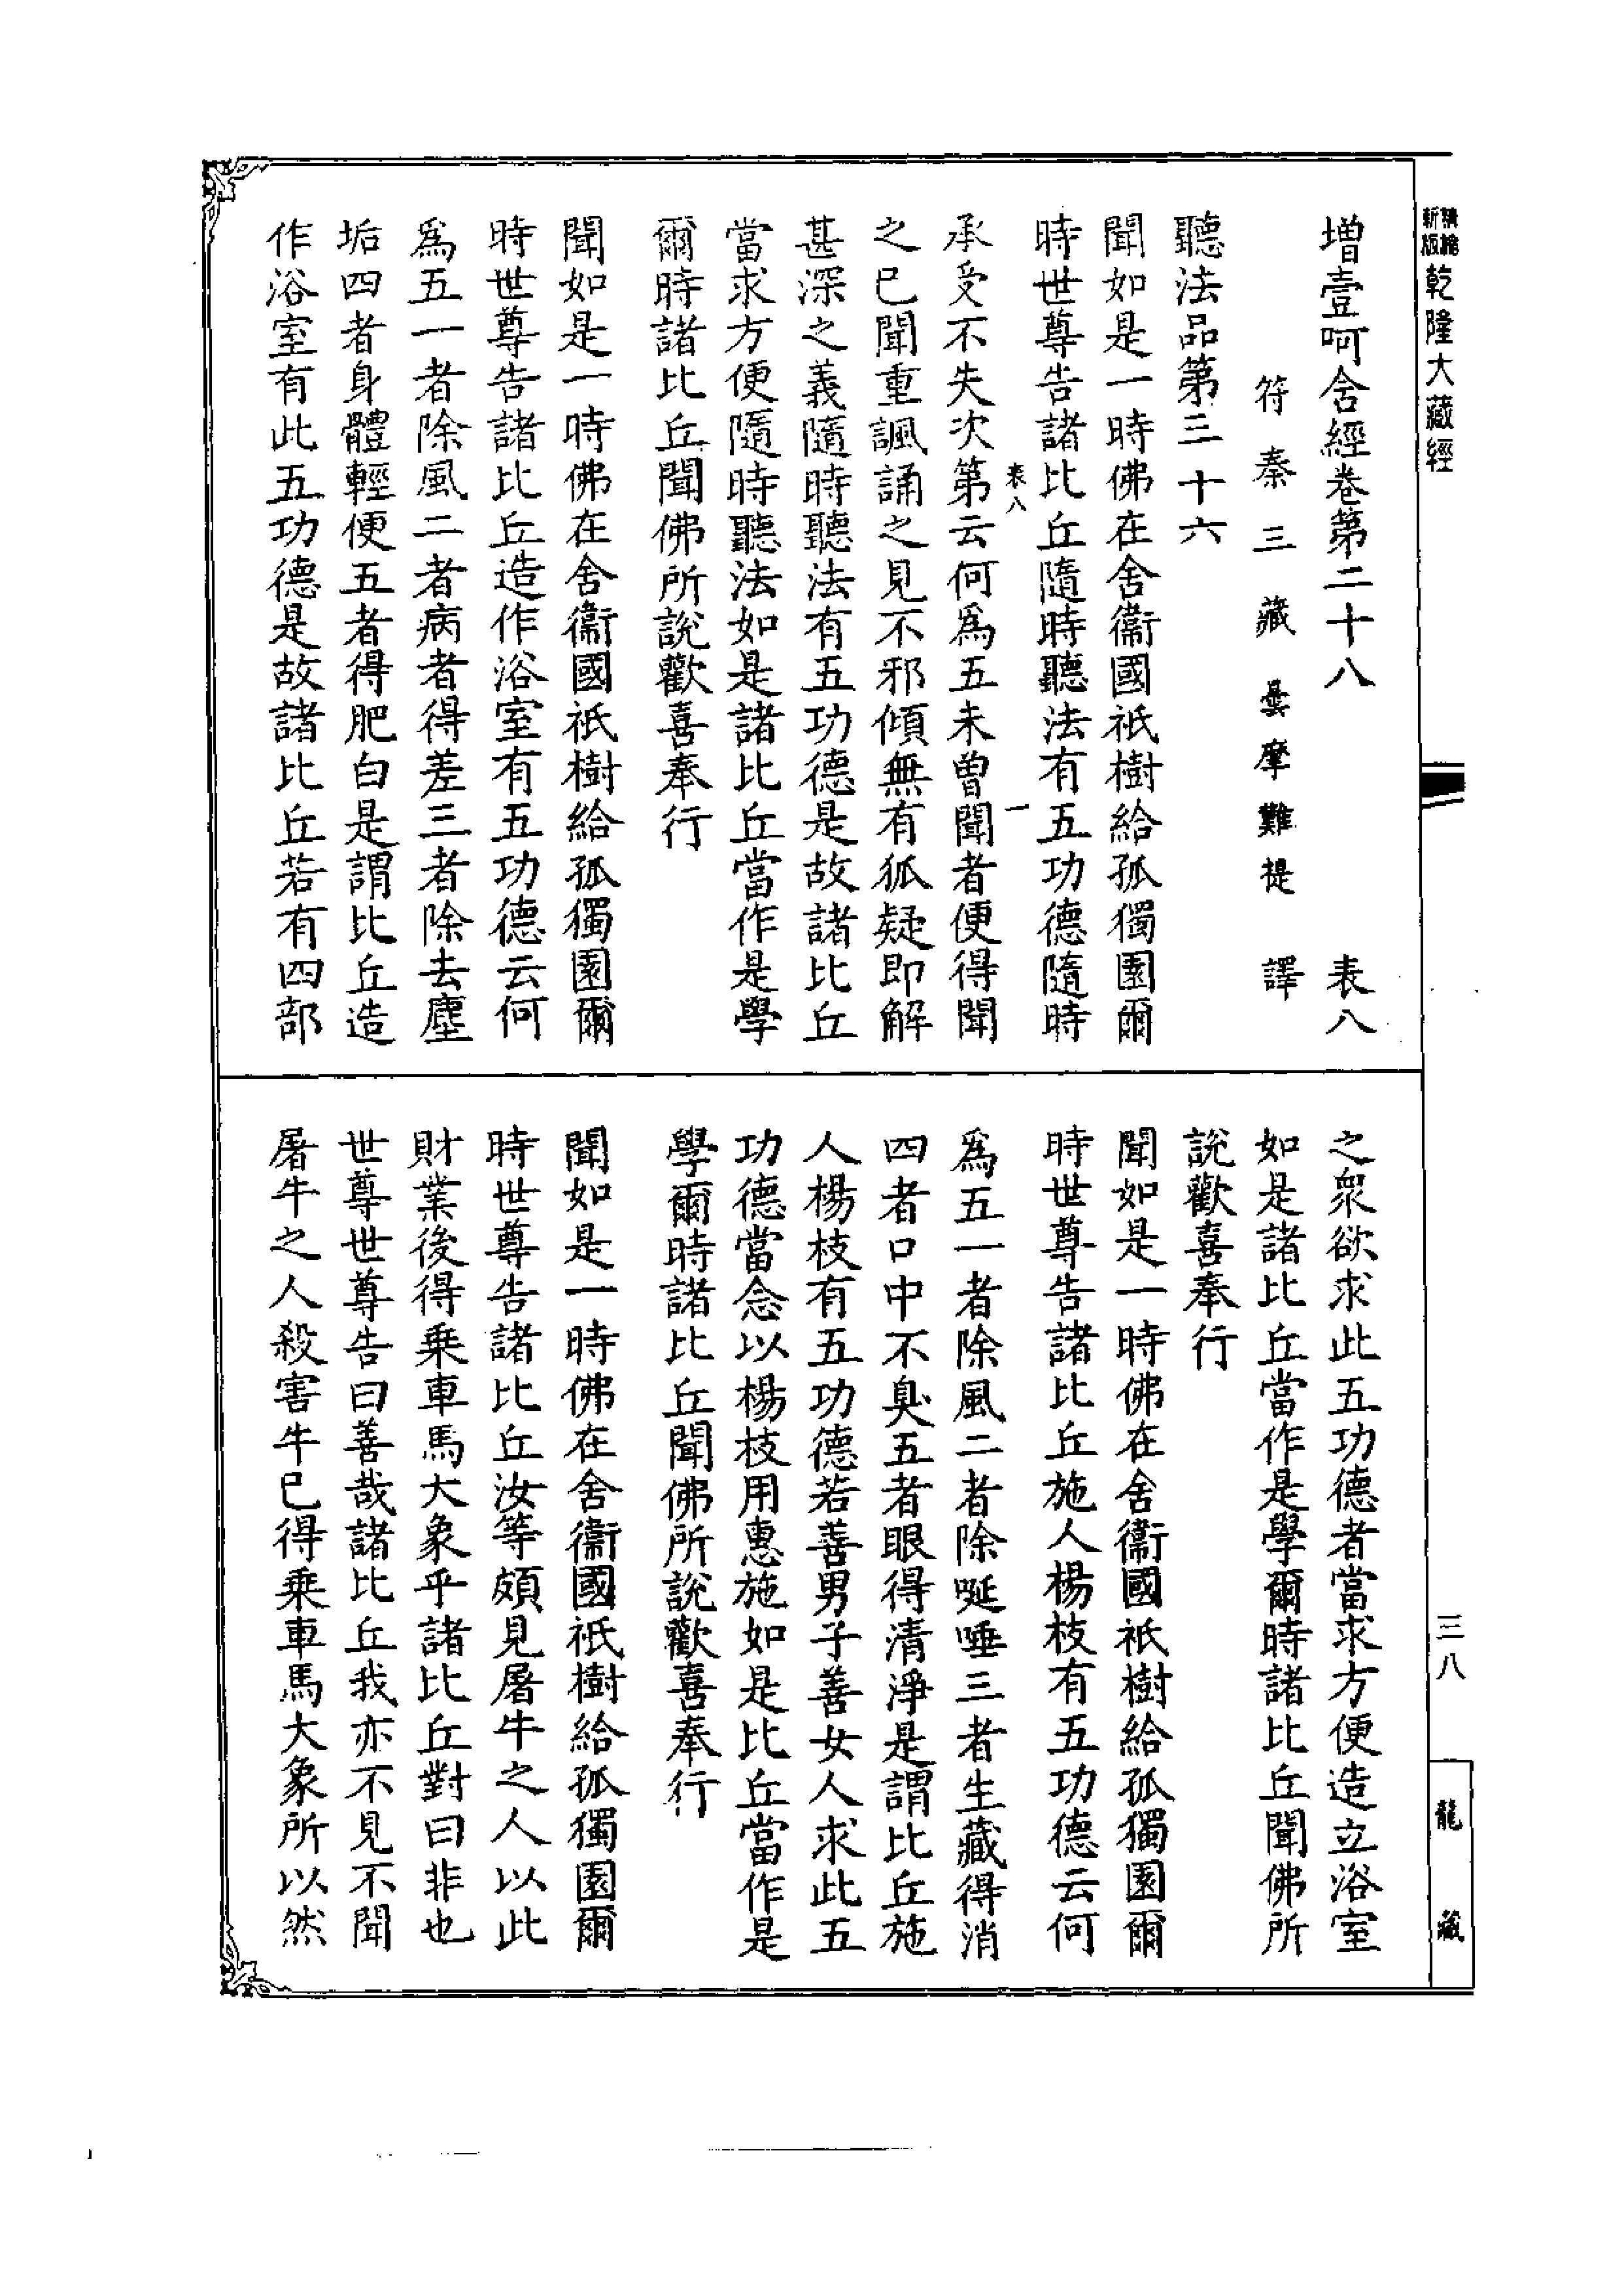 新版
精繪
乾隆大藏經
三八
龍藏
增壹阿含經卷第二十八 表八
符秦三藏曇摩難提 譯
聽法品第三十六
聞如是一時佛在舍衞國祇樹給孤獨園爾
時世尊告諸比丘隨時聽法有五功德隨時
表八 一
承受不失次第云何爲五未曾聞者便得聞
之已聞重諷誦之見不邪傾無有狐疑即解
甚深之義隨時聽法有五功德是故諸比丘
當求方便隨時聽法如是諸比丘當作是學
爾時諸比丘聞佛所說歡喜奉行
聞如是一時佛在舍衞國祇樹給孤獨園爾
時世尊告諸比丘造作浴室有五功德云何
爲五一者除風二者病者得差三者除去塵
垢四者身體輕便五者得肥白是謂比丘造
作浴室有此五功德是故諸比丘若有四部
之衆欲求此五功德者當求方便造立浴室
如是諸比丘當作是學爾時諸比丘聞佛所
說歡喜奉行
聞如是一時佛在舍衞國祇樹給孤獨園爾
時世尊告諸比丘施人楊枝有五功德云何
爲五一者除風二者除唌唾三者生藏得消
四者口中不臭五者眼得清淨是謂比丘施
人楊枝有五功德若善男子善女人求此五
功德當念以楊枝用惠施如是比丘當作是
學爾時諸比丘聞佛所說歡喜奉行
聞如是一時佛在舍衞國祇樹給孤獨園爾
時世尊告諸比丘汝等頗見屠牛之人以此
財業後得乘車馬大象乎諸比丘對曰非也
世尊世尊告曰善哉諸比丘我亦不見不聞
屠牛之人殺害牛已得乘車馬大象所以然